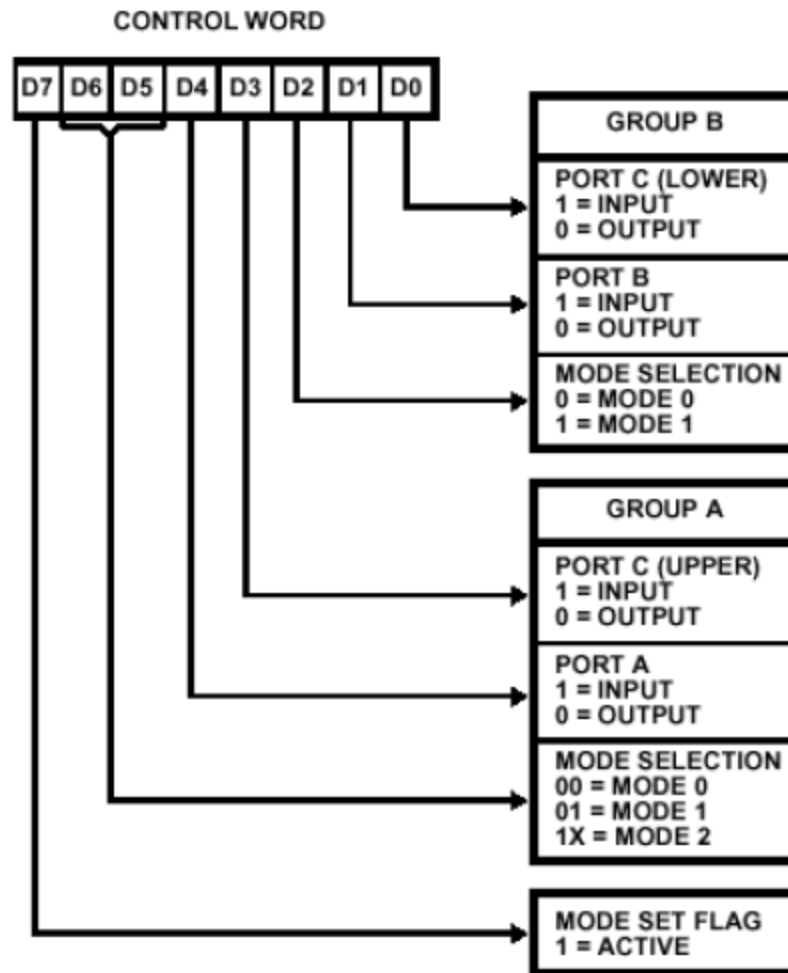 CONTROL WORD
D7 D6 D5 D4 D3 D2 D1 D0
GROUP B
PORT C (LOWER)
1 = INPUT
0 = OUTPUT
PORT B
1 = INPUT
0 = OUTPUT
MODE SELECTION
0 = MODE 0
1 = MODE 1
GROUP A
PORT C (UPPER)
1 = INPUT
0 = OUTPUT
PORT A
1 = INPUT
0 = OUTPUT
MODE SELECTION
00 = MODE 0
01 = MODE 1
1X = MODE 2
MODE SET FLAG
1 = ACTIVE